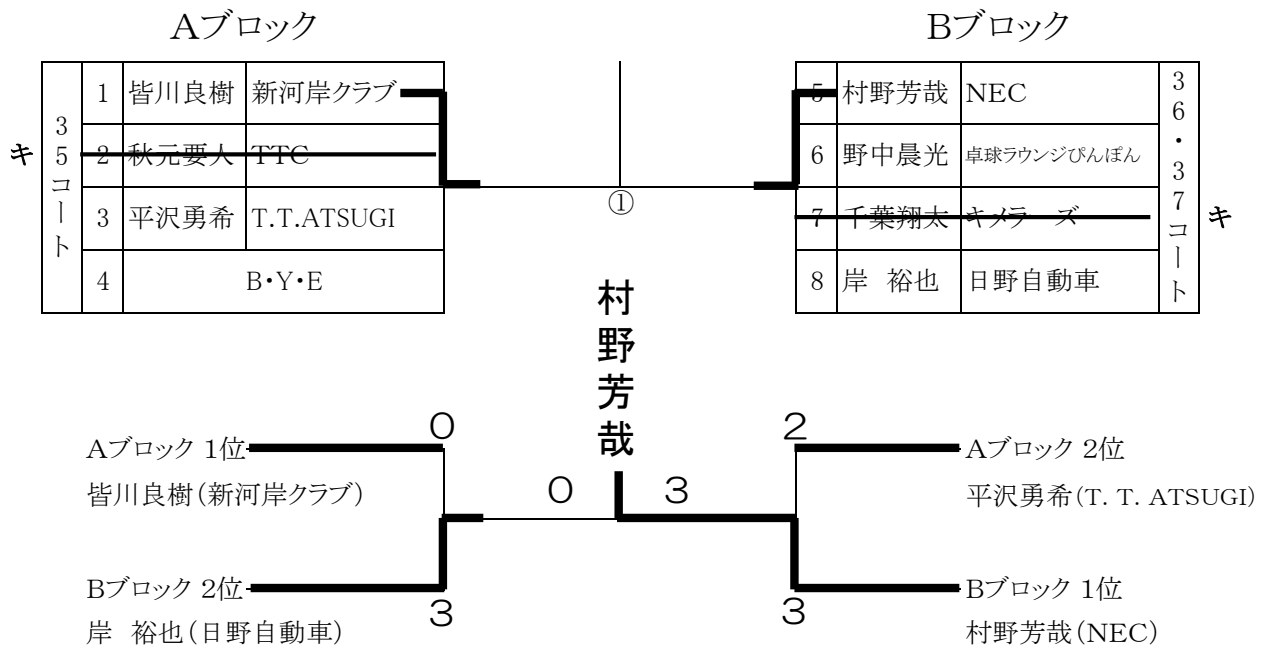 Aブロック
Bブロック
35コート
キ
1 皆川良樹 新河岸クラブ
2 秋元要人 TTC
3 平沢勇希 T.T.ATSUGI
4 B・Y・E
①
5 村野芳哉 NEC
6 野中晨光 卓球ラウンジぴんぽん
7 千葉翔太 キメラーズ
8 岸 裕也 日野自動車
36・37コート
キ
村野芳哉
Aブロック 1位
皆川良樹(新河岸クラブ)
0
2
Aブロック 2位
平沢勇希(T. T. ATSUGI)
0 3
Bブロック 2位
岸 裕也(日野自動車)
3
3
Bブロック 1位
村野芳哉(NEC)